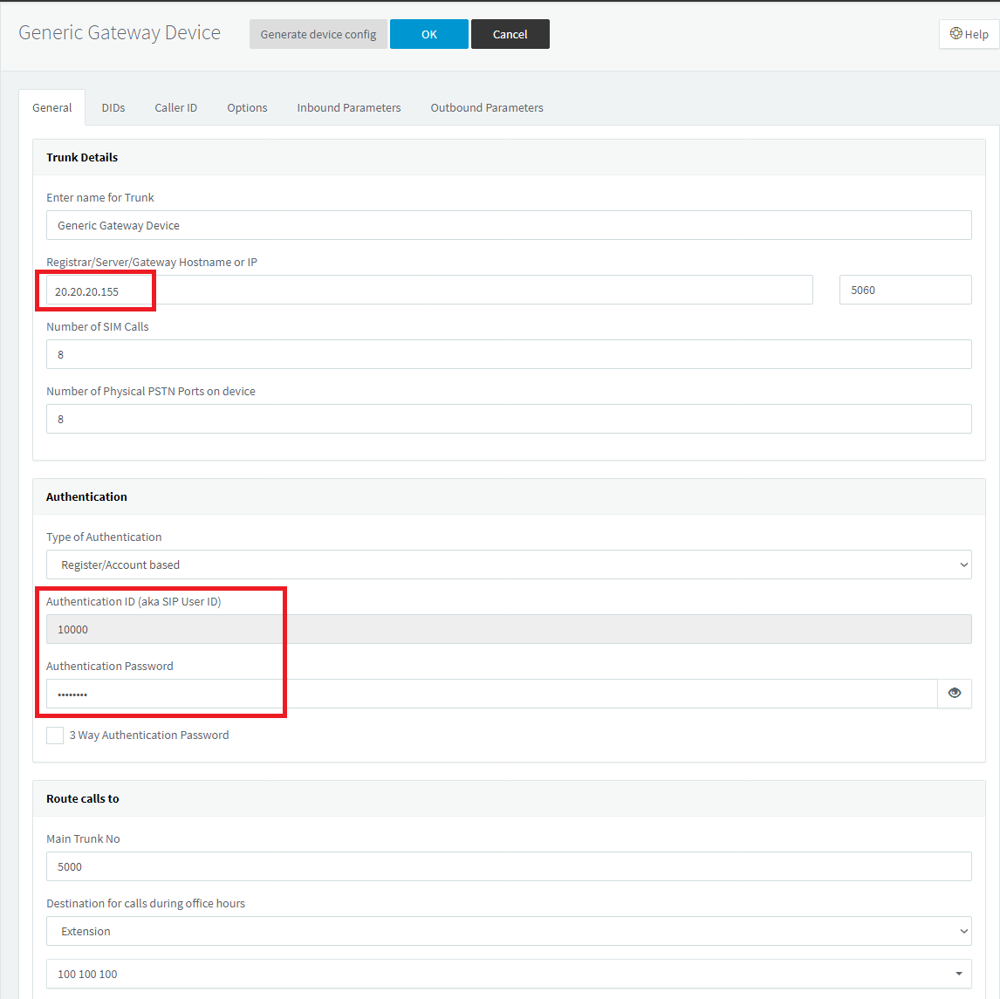 Generic Gateway Device
Generate device config
OK
Cancel
Help
General
DIDs
Caller ID
Options
Inbound Parameters
Outbound Parameters
Trunk Details
Enter name for Trunk
Generic Gateway Device
Registrar/Server/Gateway Hostname or IP
20.20.20.155
5060
Number of SIM Calls
8
Number of Physical PSTN Ports on device
8
Authentication
Type of Authentication
Register/Account based
Authentication ID (aka SIP User ID)
10000
Authentication Password
••••••••
3 Way Authentication Password
Route calls to
Main Trunk No
5000
Destination for calls during office hours
Extension
100 100 100